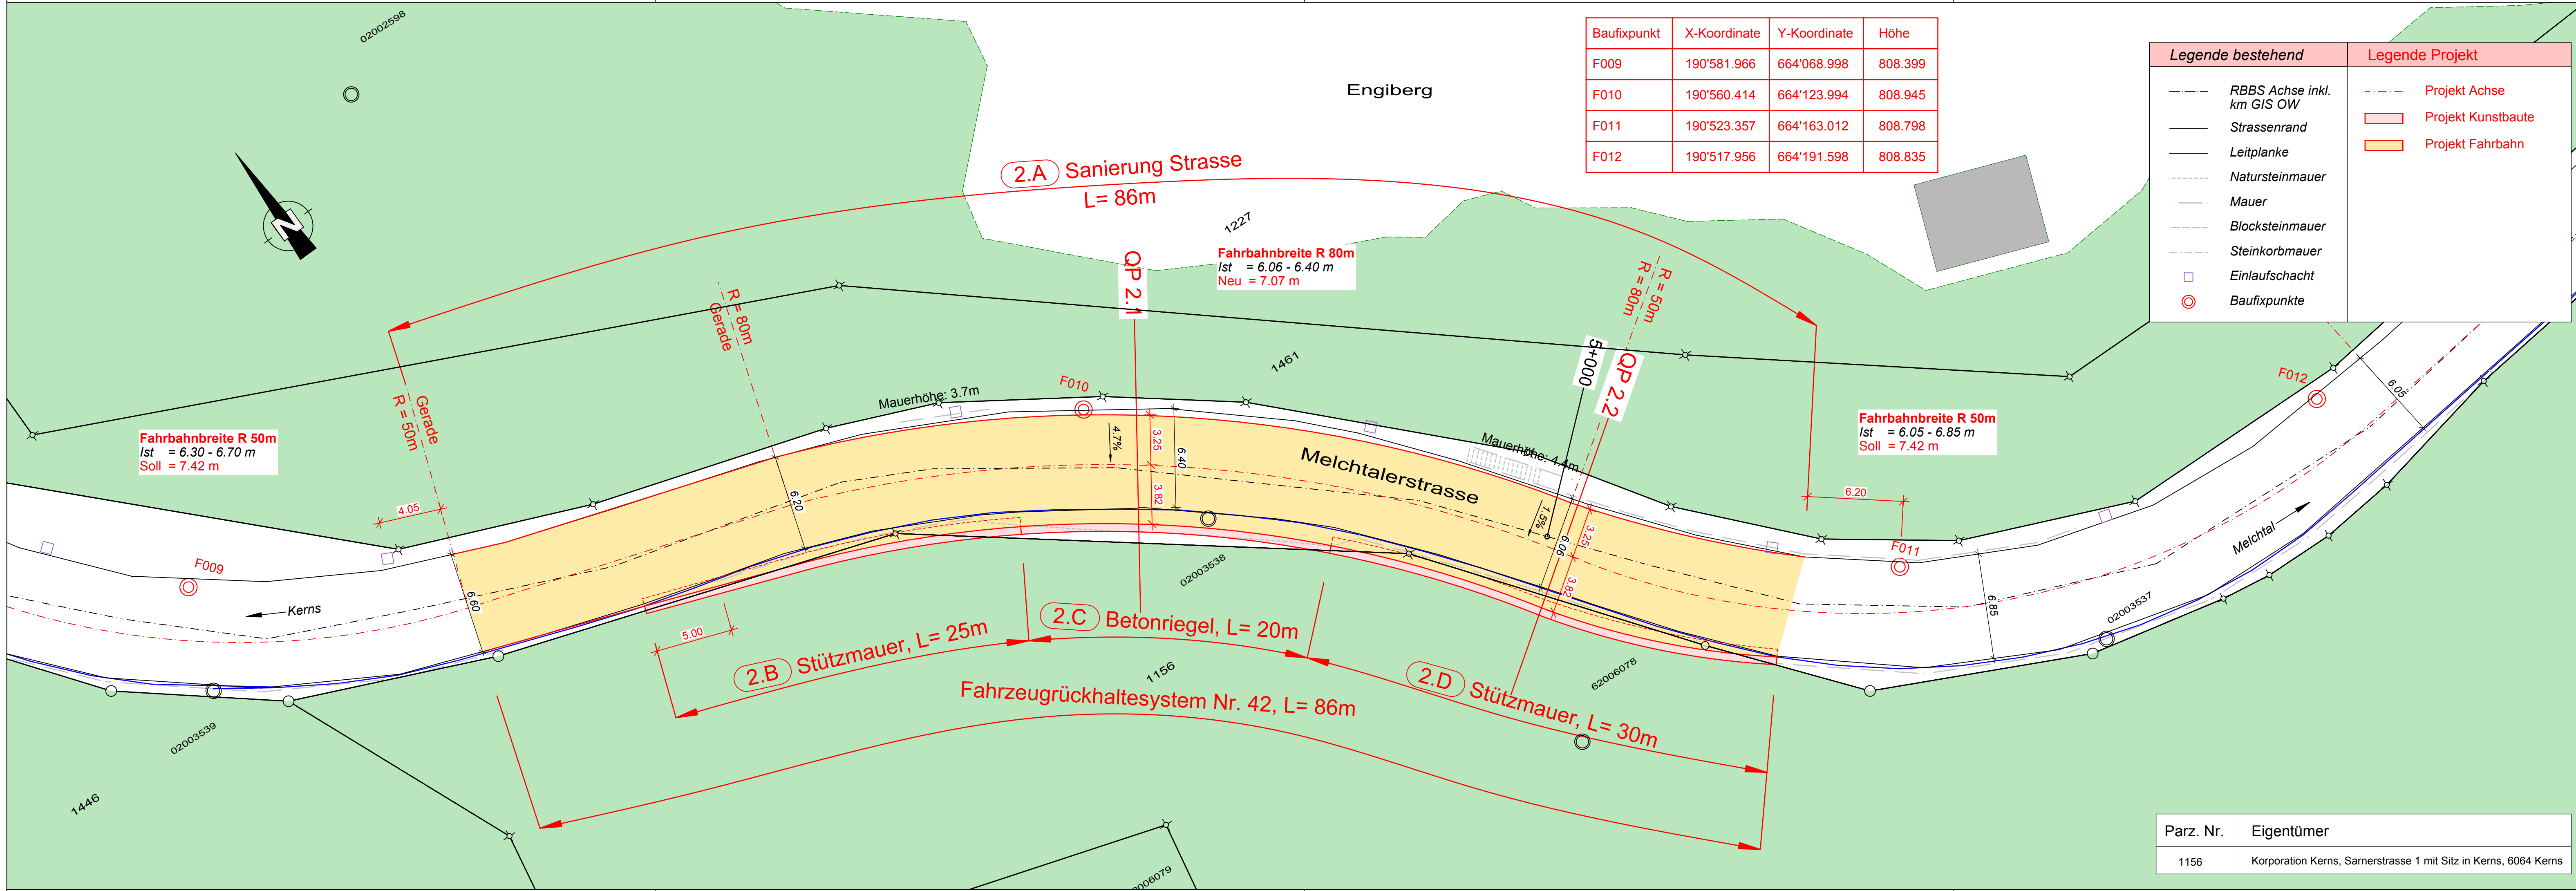 02002598
Engiberg
Baufixpunkt X-Koordinate Y-Koordinate Höhe
F009 190'581.966 664'068.998 808.399
F010 190'560.414 664'123.994 808.945
F011 190'523.357 664'163.012 808.798
F012 190'517.956 664'191.598 808.835
Legende bestehend
RBBS Achse inkl.
km GIS OW
Strassenrand
Leitplanke
Natursteinmauer
Mauer
Blocksteinmauer
Steinkorbmauer
Einlaufschacht
Baufixpunkte
Legende Projekt
Projekt Achse
Projekt Kunstbaute
Projekt Fahrbahn
N
2.A Sanierung Strasse
L= 86m
1227
QP 2.1
Fahrbahnbreite R 80m
Ist = 6.06 - 6.40 m
Neu = 7.07 m
R = 80m
Gerade
R = 50m
R = 80m
5+000
QP 2.2
1461
Mauerhöhe: 3.7m
F010
F012
6.05
Gerade
R = 50m
Fahrbahnbreite R 50m
Ist = 6.30 - 6.70 m
Soll = 7.42 m
Fahrbahnbreite R 50m
Ist = 6.05 - 6.85 m
Soll = 7.42 m
4.7%
3.25
6.40
3.82
Mauerhöhe: 4.4m
Melchtalerstrasse
6.20
6.20
4.05
1.5%
3.25
6.06
3.82
F009
F011
Melchtal
Kerns
6.60
6.85
02003538
02003537
5.00
2.B Stützmauer, L= 25m
2.C Betonriegel, L= 20m
2.D Stützmauer, L= 30m
1156
62006078
Fahrzeugrückhaltesystem Nr. 42, L= 86m
02003539
1446
Parz. Nr. Eigentümer
1156 Korporation Kerns, Sarnerstrasse 1 mit Sitz in Kerns, 6064 Kerns